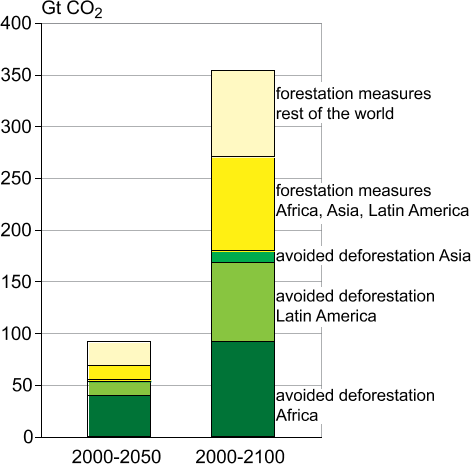 Gt CO₂
400
350
300
250
200
150
100
50
0
forestation measures
rest of the world
forestation measures
Africa, Asia, Latin America
avoided deforestation Asia
avoided deforestation
Latin America
avoided deforestation
Africa
2000-2050 2000-2100